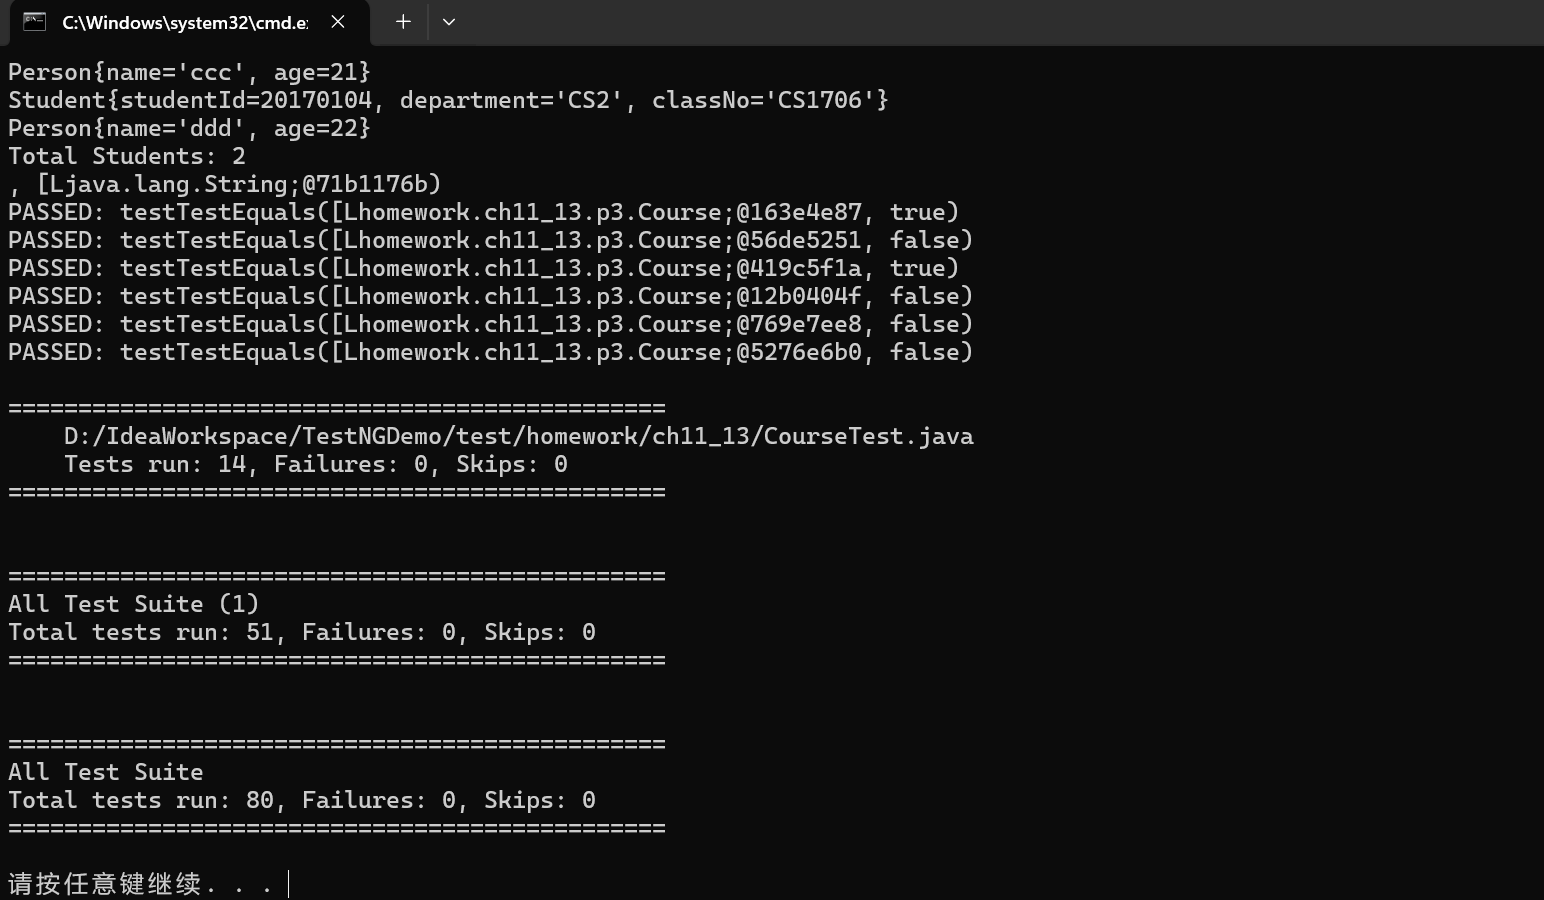 C:\Windows\system32\cmd.e
Person{name='ccc', age=21}
Student{studentId=20170104, department='CS2', classNo='CS1706'}
Person{name='ddd', age=22}
Total Students: 2
, [Ljava.lang.String;@71b1176b)
PASSED: testTestEquals([Lhomework.ch11_13.p3.Course;@163e4e87, true)
PASSED: testTestEquals([Lhomework.ch11_13.p3.Course;@56de5251, false)
PASSED: testTestEquals([Lhomework.ch11_13.p3.Course;@419c5f1a, true)
PASSED: testTestEquals([Lhomework.ch11_13.p3.Course;@12b0404f, false)
PASSED: testTestEquals([Lhomework.ch11_13.p3.Course;@769e7ee8, false)
PASSED: testTestEquals([Lhomework.ch11_13.p3.Course;@5276e6b0, false)
===============================================
D:/IdeaWorkspace/TestNGDemo/test/homework/ch11_13/CourseTest.java
Tests run: 14, Failures: 0, Skips: 0
===============================================
===============================================
All Test Suite (1)
Total tests run: 51, Failures: 0, Skips: 0
===============================================
===============================================
All Test Suite
Total tests run: 80, Failures: 0, Skips: 0
===============================================
请按任意键继续. . .